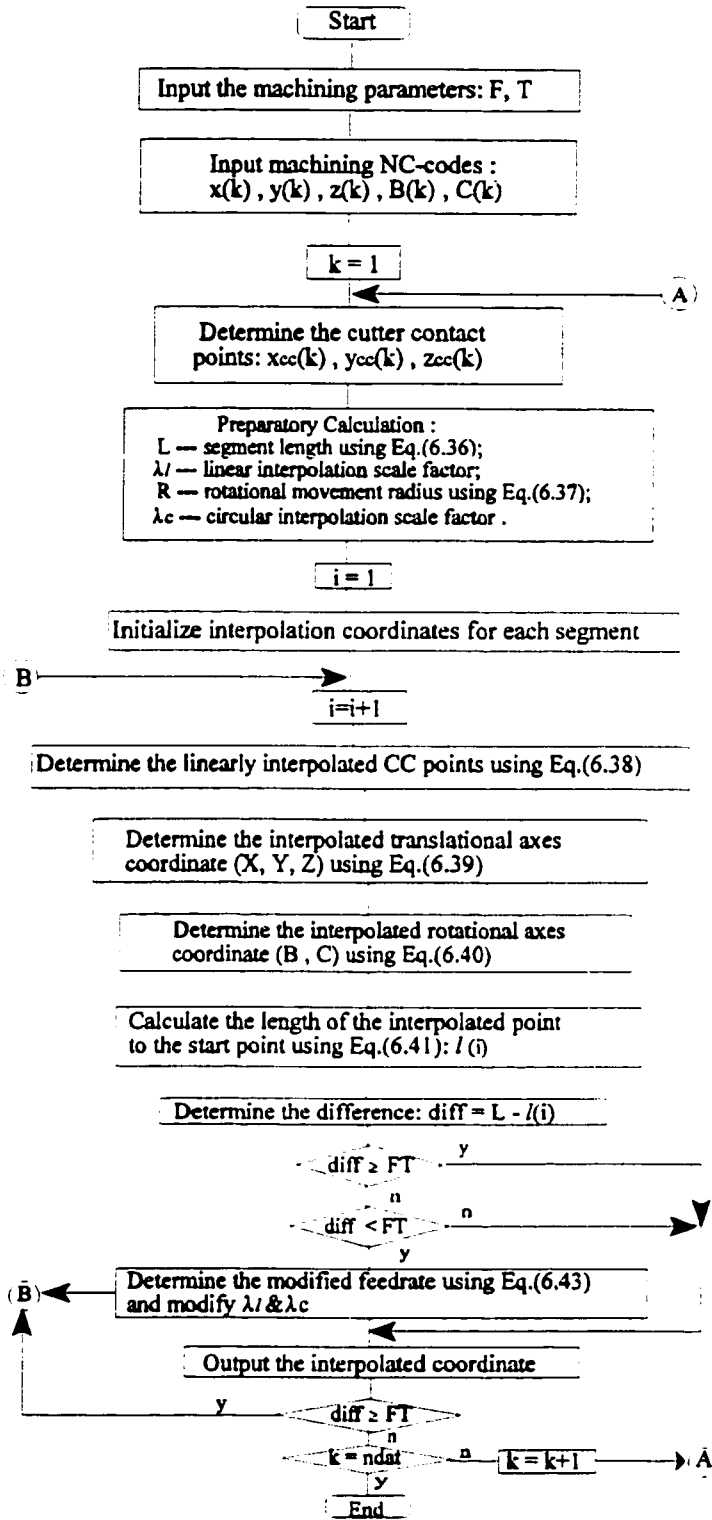 Start
Input the machining parameters: F, T
Input machining NC-codes :
x(k) , y(k) , z(k) , B(k) , C(k)
k = 1
A
Determine the cutter contact
points: xcc(k) , ycc(k) , zcc(k)
Preparatory Calculation :
L — segment length using Eq.(6.36);
λl — linear interpolation scale factor;
R — rotational movement radius using Eq.(6.37);
λc — circular interpolation scale factor .
i = 1
Initialize interpolation coordinates for each segment
B
i=i+1
Determine the linearly interpolated CC points using Eq.(6.38)
Determine the interpolated translational axes
coordinate (X, Y, Z) using Eq.(6.39)
Determine the interpolated rotational axes
coordinate (B , C) using Eq.(6.40)
Calculate the length of the interpolated point
to the start point using Eq.(6.41): l (i)
Determine the difference: diff = L - l(i)
y
diff ≥ FT
n
diff < FT
n
y
Determine the modified feedrate using Eq.(6.43)
and modify λl & λc
B
Output the interpolated coordinate
y
diff ≥ FT
n
k = ndat
n
k = k+1
A
y
End